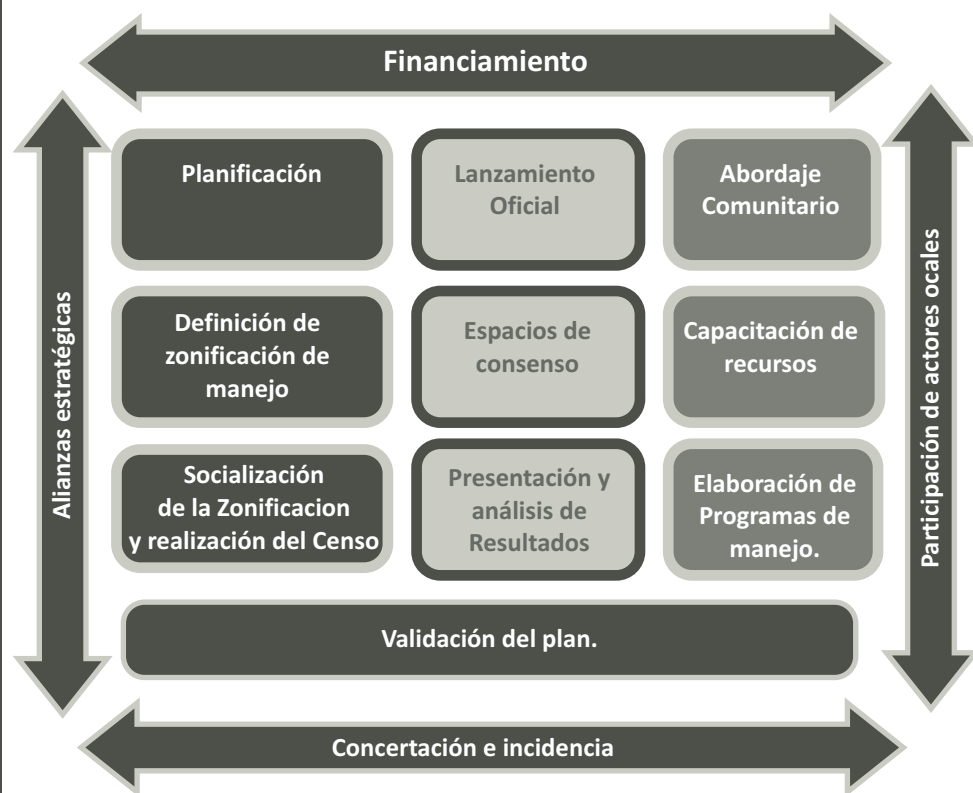 Financiamiento
Alianzas estratégicas
Planificación
Lanzamiento
Oficial
Abordaje
Comunitario
Definición de
zonificación de
manejo
Espacios de
consenso
Capacitación de
recursos
Socialización
de la Zonificacion
y realización del Censo
Presentación y
análisis de
Resultados
Elaboración de
Programas de
manejo.
Participación de actores ocales
Validación del plan.
Concertación e incidencia